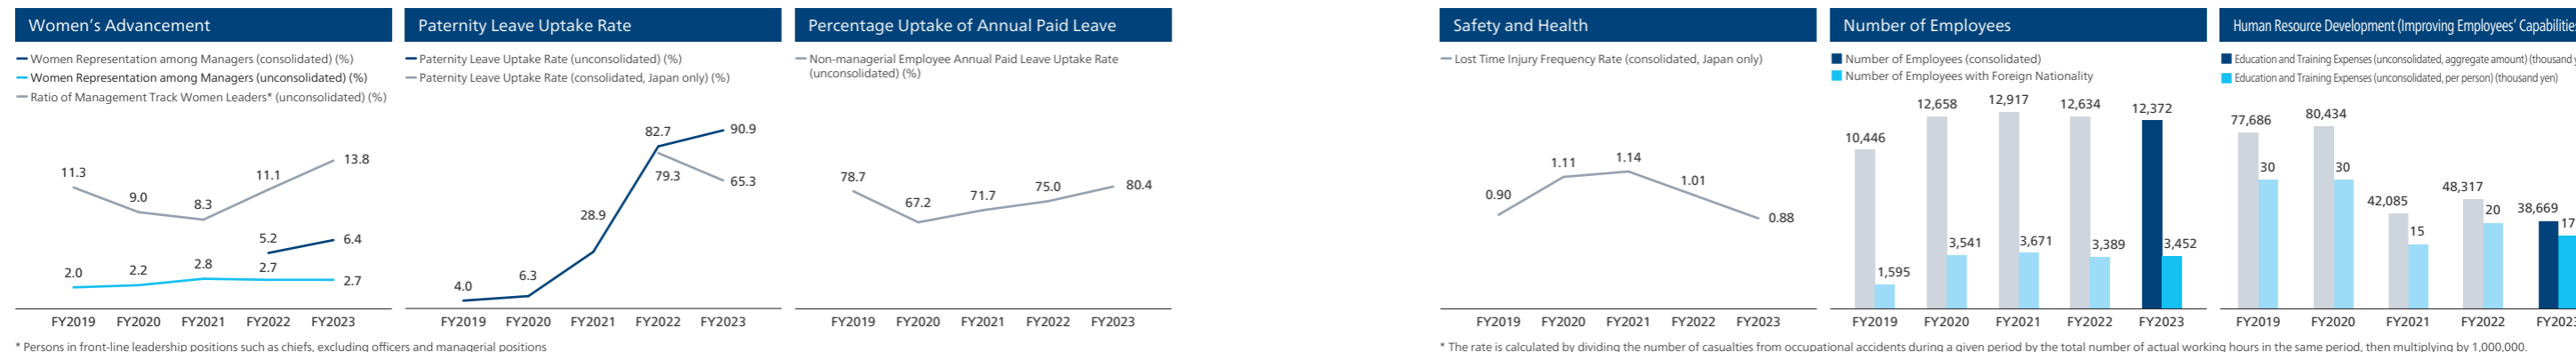 Women's Advancement
Women Representation among Managers (consolidated) (%)
Women Representation among Managers (unconsolidated) (%)
Ratio of Management Track Women Leaders* (unconsolidated) (%)
11.3
9.0
8.3
11.1
13.8
5.2
6.4
2.0
2.2
2.8
2.7
2.7
FY2019 FY2020 FY2021 FY2022 FY2023
* Persons in front-line leadership positions such as chiefs, excluding officers and managerial positions
Paternity Leave Uptake Rate
Paternity Leave Uptake Rate (unconsolidated) (%)
Paternity Leave Uptake Rate (consolidated, Japan only) (%)
4.0
6.3
28.9
82.7
90.9
79.3
65.3
FY2019 FY2020 FY2021 FY2022 FY2023
Percentage Uptake of Annual Paid Leave
Non-managerial Employee Annual Paid Leave Uptake Rate
(unconsolidated) (%)
78.7
67.2
71.7
75.0
80.4
FY2019 FY2020 FY2021 FY2022 FY2023
Safety and Health
Lost Time Injury Frequency Rate (consolidated, Japan only)
0.90
1.11
1.14
1.01
0.88
FY2019 FY2020 FY2021 FY2022 FY2023
* The rate is calculated by dividing the number of casualties from occupational accidents during a given period by the total number of actual working hours in the same period, then multiplying by 1,000,000.
Number of Employees
Number of Employees (consolidated)
Number of Employees with Foreign Nationality
10,446
12,658
12,917
12,634
12,372
1,595
3,541
3,671
3,389
3,452
FY2019 FY2020 FY2021 FY2022 FY2023
Human Resource Development (Improving Employees' Capabilities
Education and Training Expenses (unconsolidated, aggregate amount) (thousand
Education and Training Expenses (unconsolidated, per person) (thousand yen)
77,686
80,434
42,085
48,317
38,669
30
30
15
20
17
FY2019 FY2020 FY2021 FY2022 FY2023